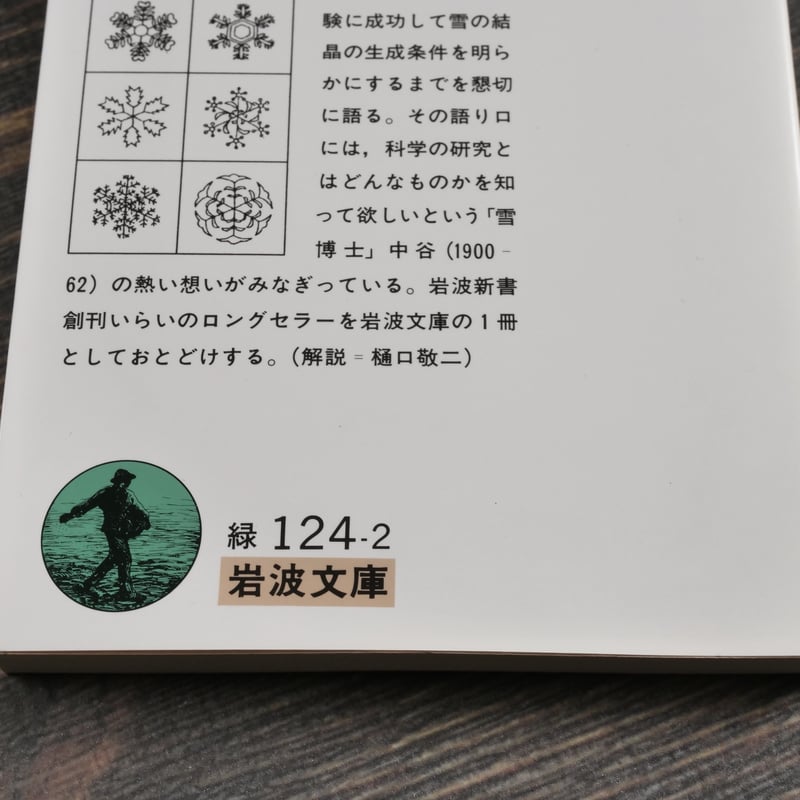 験に成功して雪の結
晶の生成条件を明ら
かにするまでを懇切
に語る。その語り口
には，科学の研究と
はどんなものかを知
って欲しいという「雪
博士」中谷（1900－
62）の熱い想いがみなぎっている。岩波新書
創刊いらいのロングセラーを岩波文庫の1冊
としておとどけする。（解説＝樋口敬二）
緑 124-2
岩波文庫